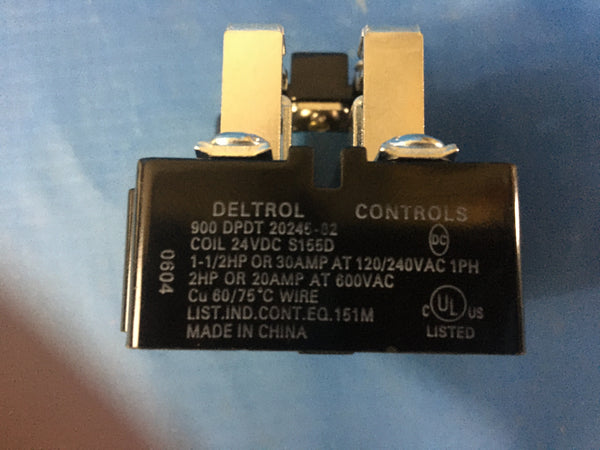 DELTROL CONTROLS
900 DPDT 20245-82
COIL 24VDC S155D
DC
1-1/2HP OR 30AMP AT 120/240VAC 1PH
2HP OR 20AMP AT 600VAC
Cu 60/75°C WIRE
LIST.IND.CONT.EQ.151M
MADE IN CHINA
0604
C UL US
LISTED